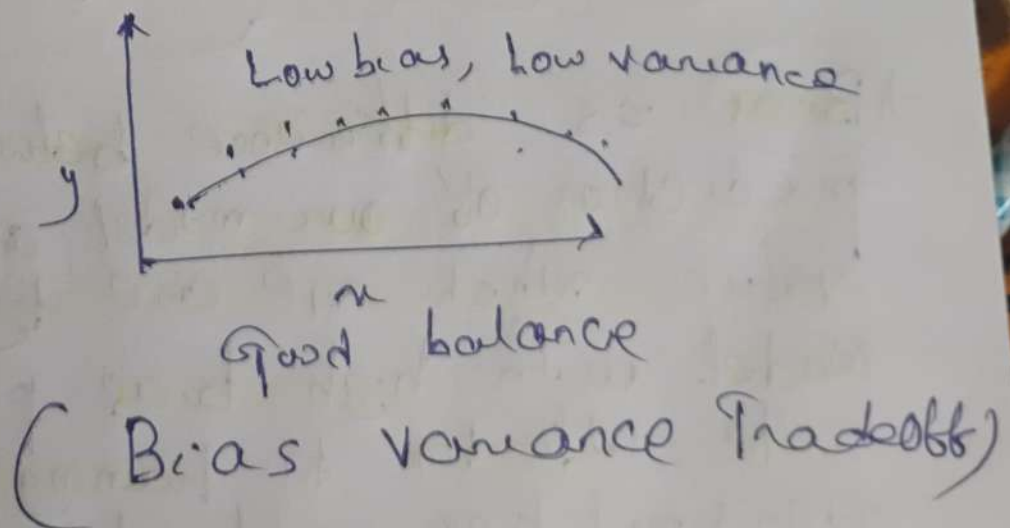 Low bias, Low variance
y
x
Good balance
(Bias variance Tradeoff)